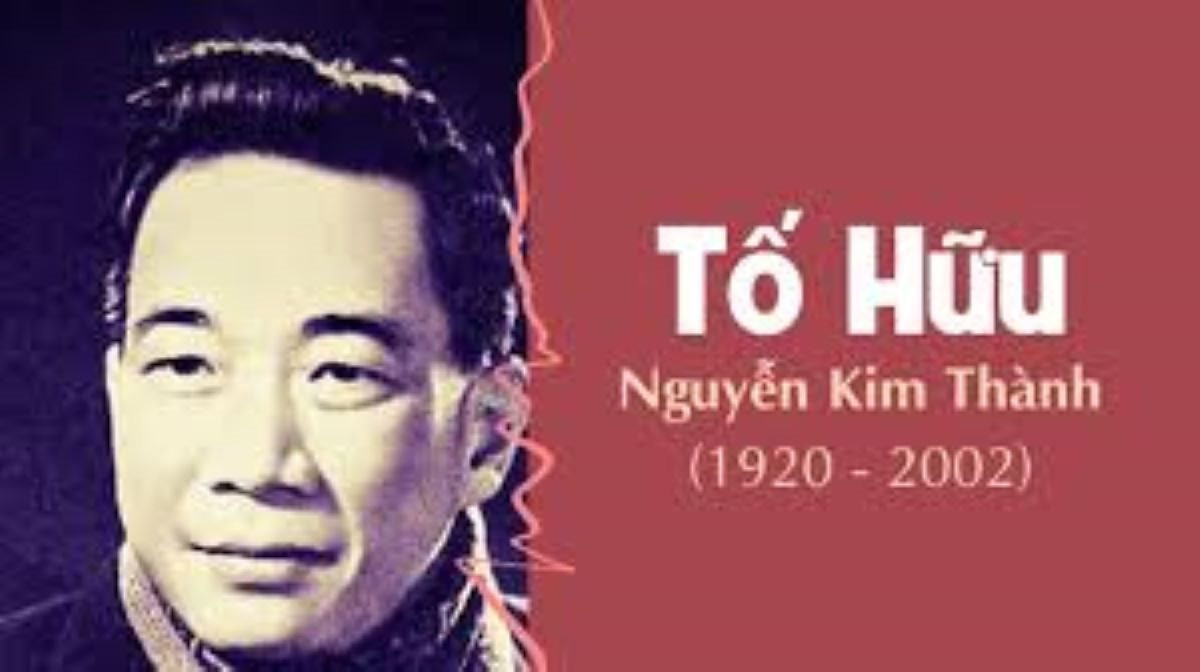 Tố Hữu
Nguyễn Kim Thành
(1920 - 2002)